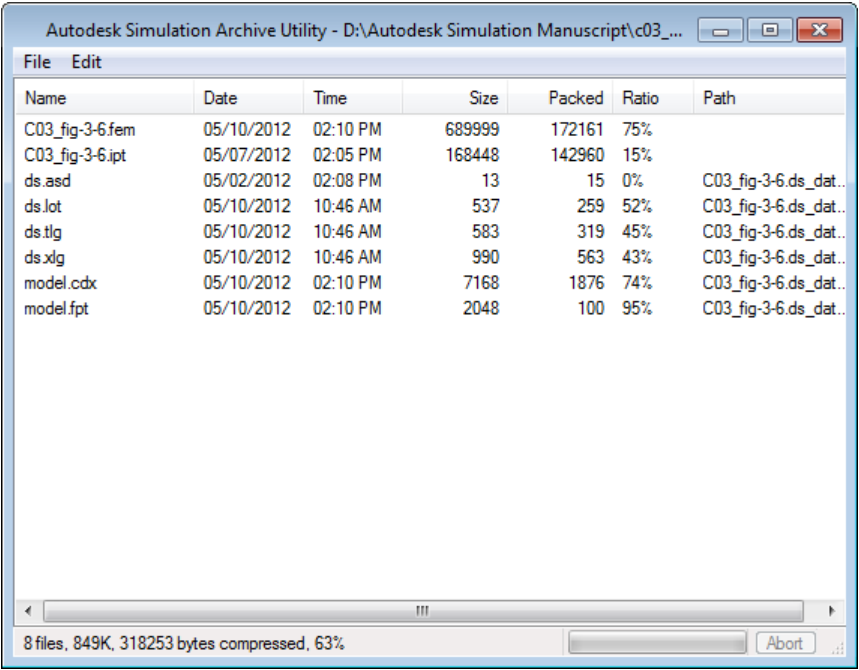 Autodesk Simulation Archive Utility - D:\Autodesk Simulation Manuscript\c03_...
File Edit
Name Date Time Size Packed Ratio Path
C03_fig-3-6.fem 05/10/2012 02:10 PM 689999 172161 75%
C03_fig-3-6.ipt 05/07/2012 02:05 PM 168448 142960 15%
ds.asd 05/02/2012 02:08 PM 13 15 0% C03_fig-3-6.ds_dat...
ds.lot 05/10/2012 10:46 AM 537 259 52% C03_fig-3-6.ds_dat...
ds.tlg 05/10/2012 10:46 AM 583 319 45% C03_fig-3-6.ds_dat...
ds.xlg 05/10/2012 10:46 AM 990 563 43% C03_fig-3-6.ds_dat...
model.cdx 05/10/2012 02:10 PM 7168 1876 74% C03_fig-3-6.ds_dat...
model.fpt 05/10/2012 02:10 PM 2048 100 95% C03_fig-3-6.ds_dat...
8 files, 849K, 318253 bytes compressed, 63% Abort